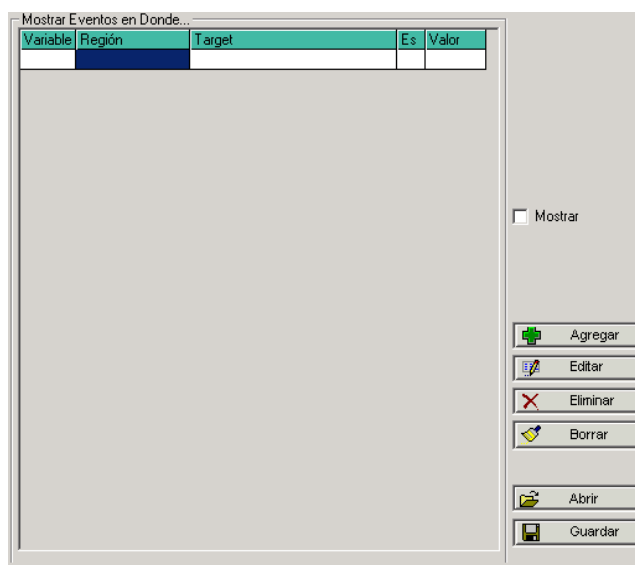 Mostrar Eventos en Donde...
Variable Región Target Es Valor
Mostrar
Agregar
Editar
Eliminar
Borrar
Abrir
Guardar